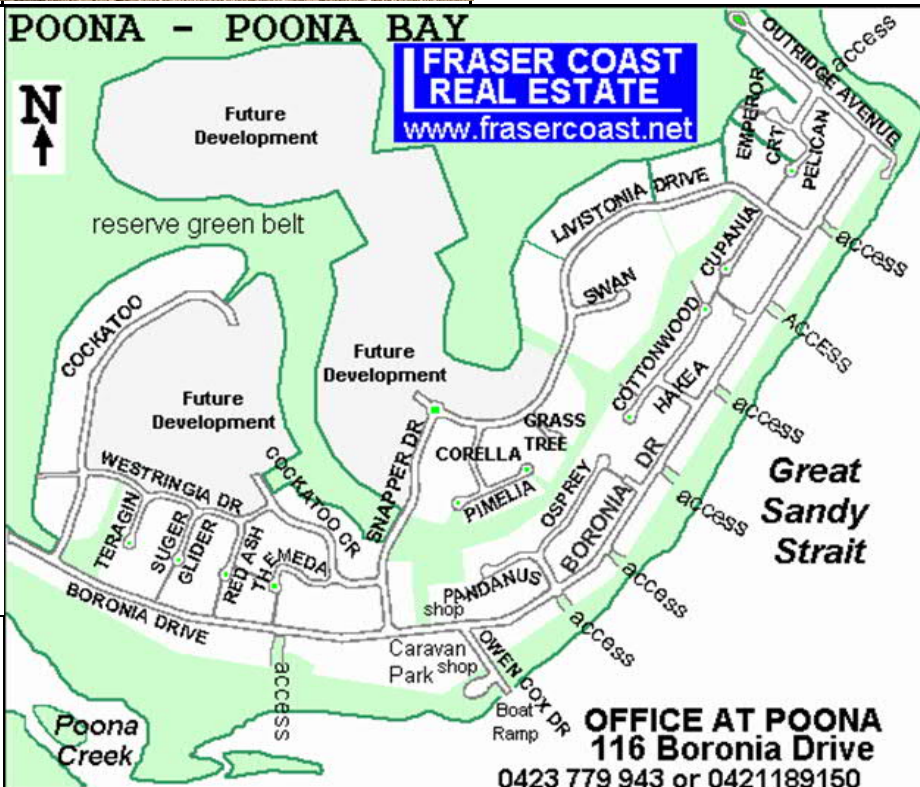 POONA - POONA BAY
FRASER COAST
REAL ESTATE
www.frasercoast.net
N
OUTRIDGE AVENUE
access
Future
Development
EMPEROR
CRT
PELICAN
reserve green belt
LIVISTONIA DRIVE
CUPANIA
access
SWAN
COCKATOO
COTTONWOOD
ACCESS
Future
Development
HAKEA
access
Future
Development
GRASS
TREE
CORELLA
SNAPPER DR
WESTRINGIA DR
COCKATOO CR
PIMELIA
OSPREY
BORONIA DR
access
Great
Sandy
Strait
TERAGIN
SUGER
GLIDER
RED ASH
THEMEDA
PANDANUS
access
shop
access
BORONIA DRIVE
Caravan
Park
shop
OWEN COX DR
access
Boat
Ramp
Poona
Creek
OFFICE AT POONA
116 Boronia Drive
0423 779 943 or 0421189150